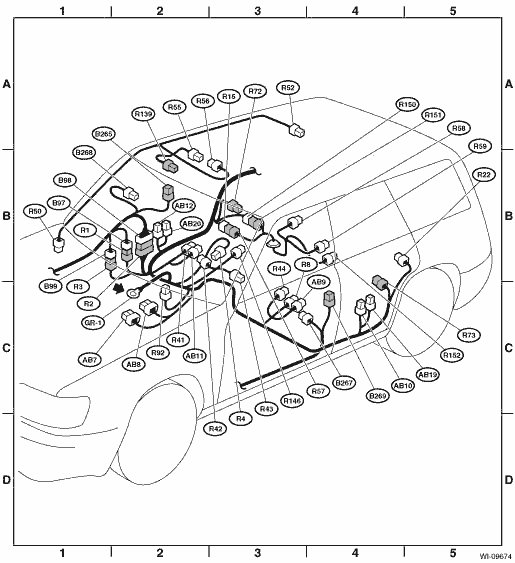 1 2 3 4 5
A A
R52
R72
R15
R56
R55
R139
R150
R151
R58
R59
R22
B265
B268
B98
B97
R50
R1
AB12
AB20
B B
B99
R3
R2
GR-1
R44
R8
AB9
AB7
AB8
R92
R41
AB11
R42
R4
R43
R146
R57
B267
B269
AB10
AB19
R152
R73
C C
D D
1 2 3 4 5
WI-09674